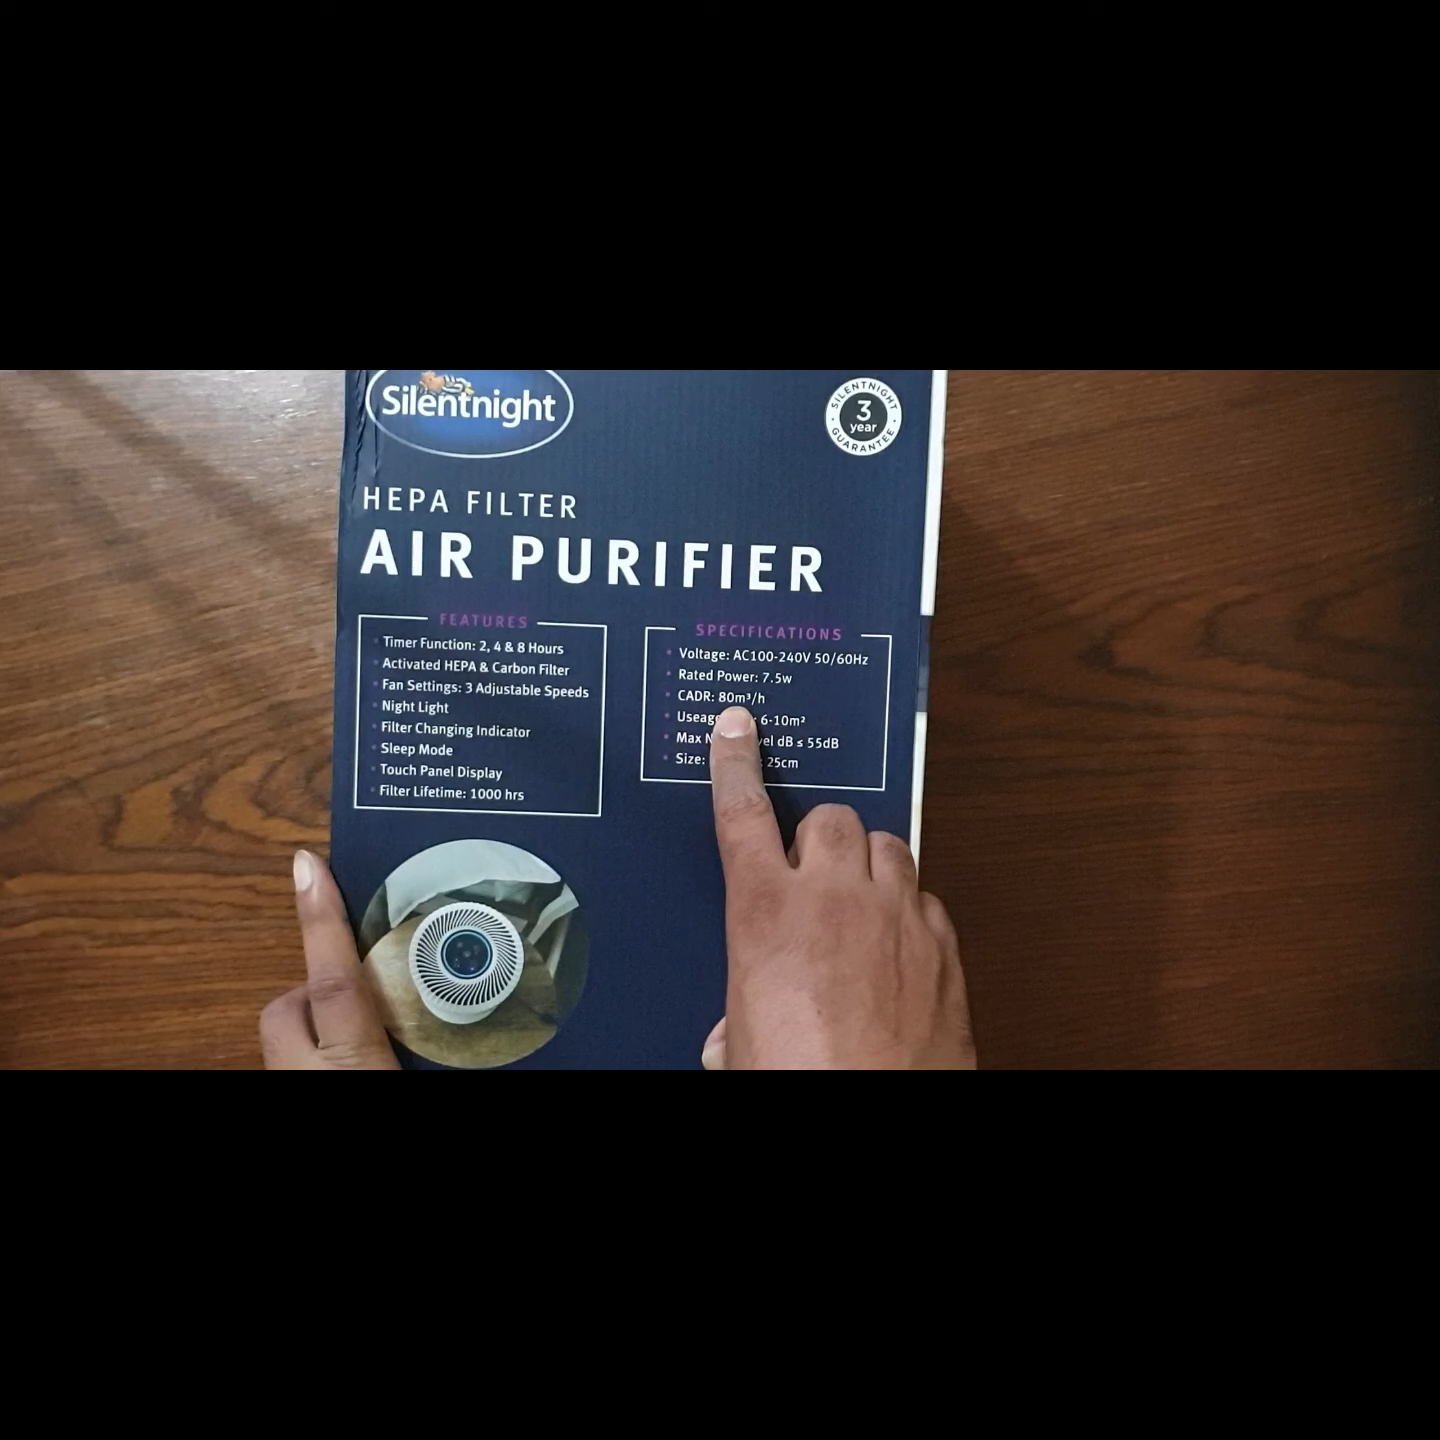 Silentnight
SILENTNIGHT
3
year
GUARANTEE
HEPA FILTER
AIR PURIFIER
FEATURES
Timer Function: 2, 4 & 8 Hours
Activated HEPA & Carbon Filter
Fan Settings: 3 Adjustable Speeds
Night Light
Filter Changing Indicator
Sleep Mode
Touch Panel Display
Filter Lifetime: 1000 hrs
SPECIFICATIONS
Voltage: AC100-240V 50/60Hz
Rated Power: 7.5w
CADR: 80m³/h
6-10m²
Max dB ≤ 55dB
Size: 25cm